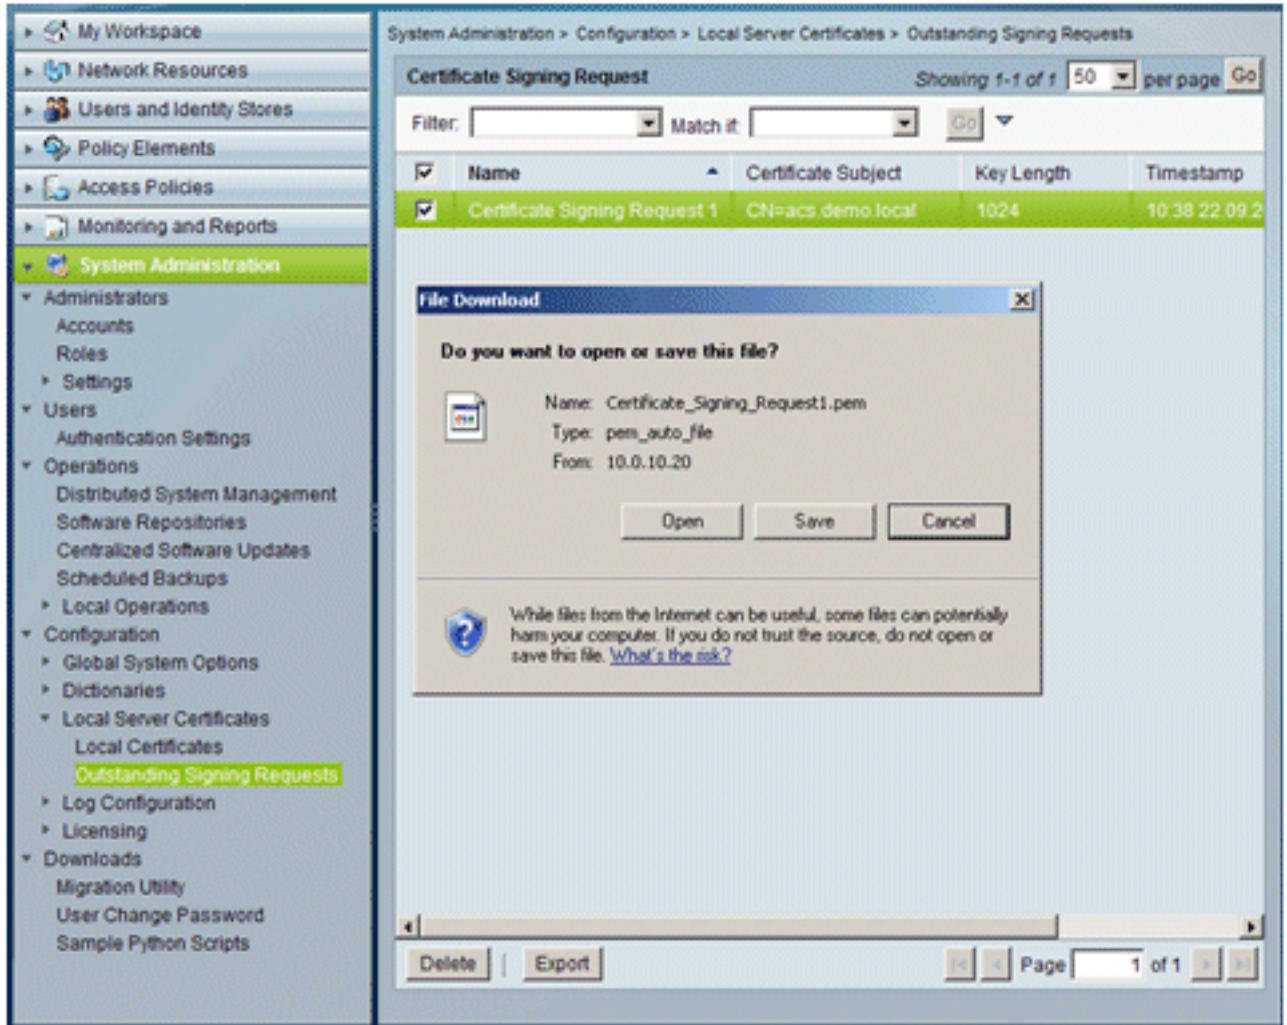 My Workspace
Network Resources
Users and Identity Stores
Policy Elements
Access Policies
Monitoring and Reports
System Administration
Administrators
Accounts
Roles
Settings
Users
Authentication Settings
Operations
Distributed System Management
Software Repositories
Centralized Software Updates
Scheduled Backups
Local Operations
Configuration
Global System Options
Dictionaries
Local Server Certificates
Local Certificates
Outstanding Signing Requests
Log Configuration
Licensing
Downloads
Migration Utility
User Change Password
Sample Python Scripts
System Administration > Configuration > Local Server Certificates > Outstanding Signing Requests
Certificate Signing Request Showing 1-1 of 1 50 per page Go
Filter: Match if: Go
Name Certificate Subject Key Length Timestamp
Certificate Signing Request 1 CN=acs.demo.local 1024 10:38 22.09.2
File Download
Do you want to open or save this file?
Name: Certificate_Signing_Request1.pem
Type: pem_auto_file
From: 10.0.10.20
Open Save Cancel
While files from the Internet can be useful, some files can potentially
harm your computer. If you do not trust the source, do not open or
save this file. What's the risk?
Delete | Export Page 1 of 1